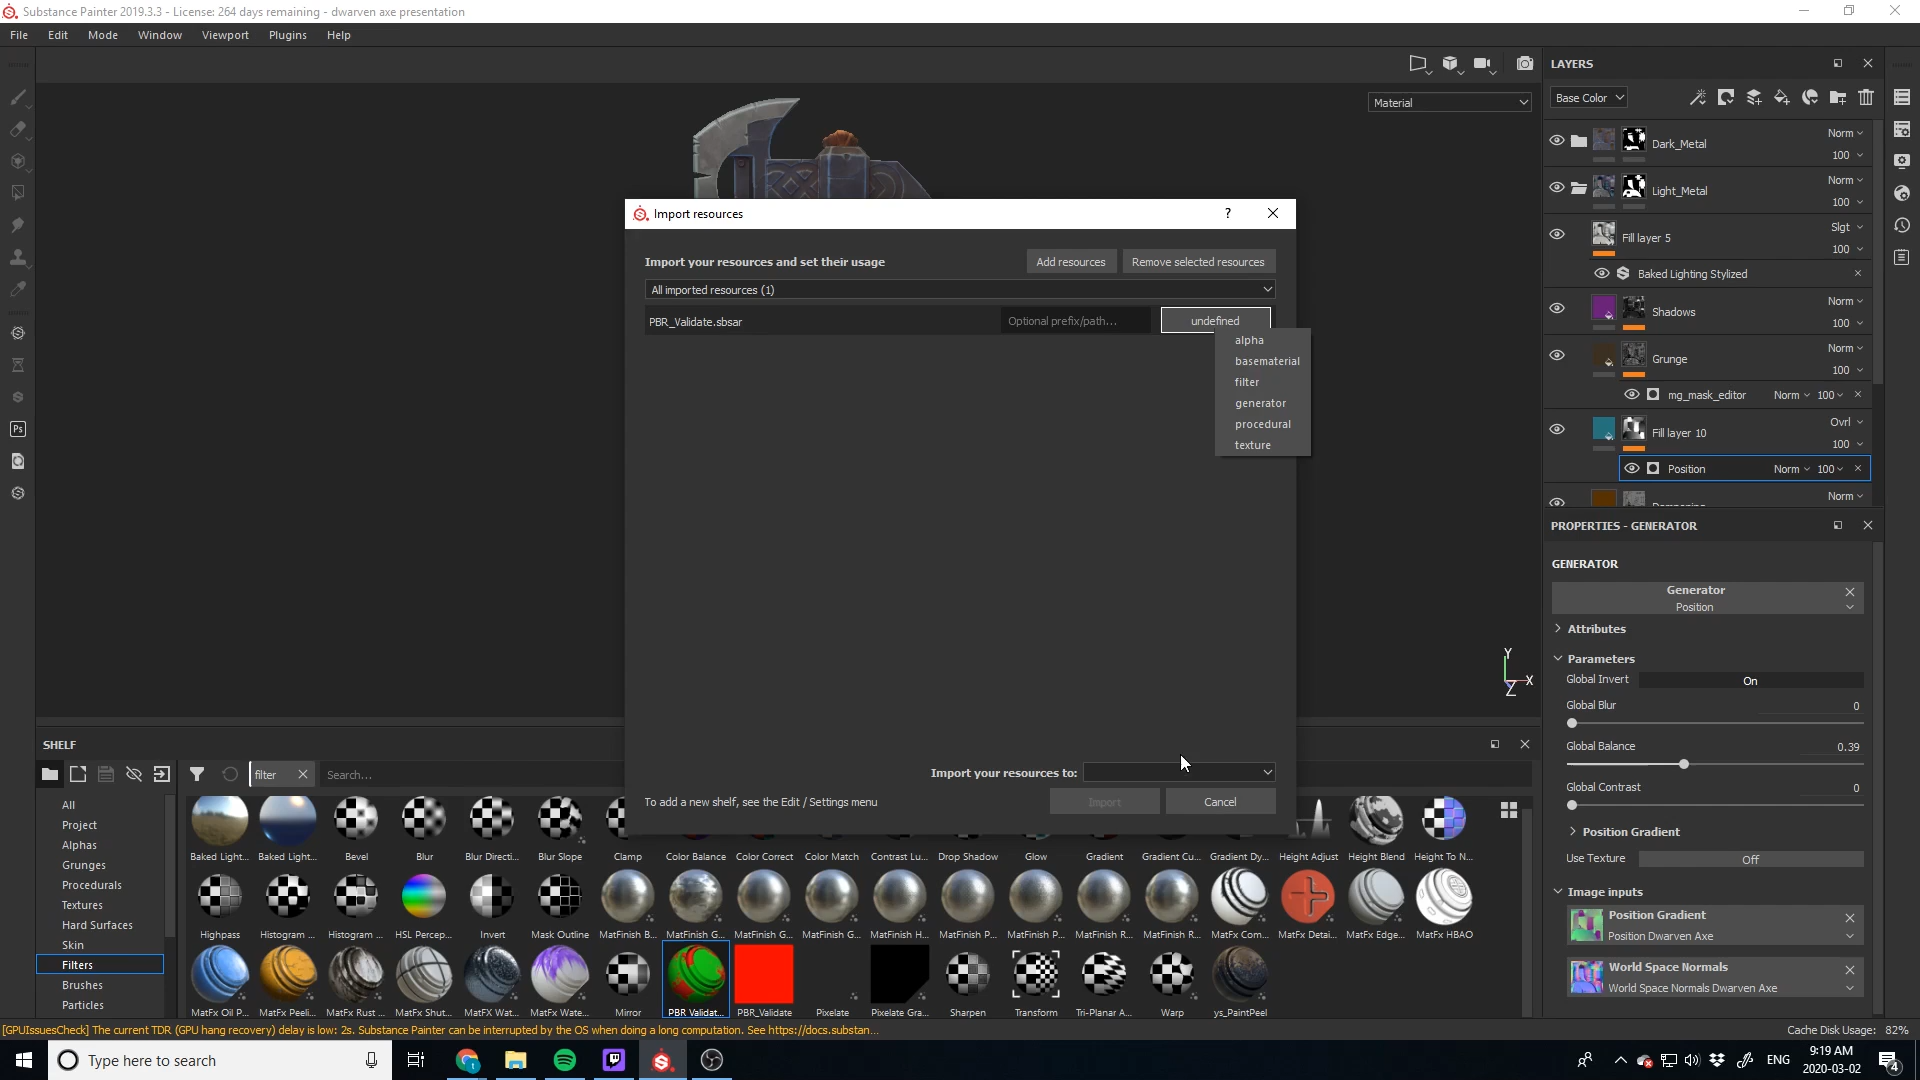 Substance Painter 2019.3.3 - License: 264 days remaining - dwarven axe presentation
File Edit Mode Window Viewport Plugins Help
Material
Import resources
?
Import your resources and set their usage
Add resources
Remove selected resources
All imported resources (1)
PBR_Validate.sbsar
Optional prefix/path...
undefined
alpha
basematerial
filter
generator
procedural
texture
Import your resources to:
To add a new shelf, see the Edit / Settings menu
Import
Cancel
Y
X
Z
Ps
LAYERS
Base Color
Dark_Metal
Norm
100
Light_Metal
Norm
100
Fill layer 5
Slgt
100
Baked Lighting Stylized
Shadows
Norm
100
Grunge
Norm
100
mg_mask_editor Norm 100
Fill layer 10
Ovrl
100
Position Norm 100
Norm
PROPERTIES - GENERATOR
GENERATOR
Generator
Position
Attributes
Parameters
Global Invert On
Global Blur 0
Global Balance 0.39
Global Contrast 0
Position Gradient
Use Texture Off
Image inputs
Position Gradient
Position Dwarven Axe
World Space Normals
World Space Normals Dwarven Axe
SHELF
filter
Search...
All
Project
Alphas
Grunges
Procedurals
Textures
Hard Surfaces
Skin
Filters
Brushes
Particles
Baked Light... Baked Light... Bevel Blur Blur Directi... Blur Slope Clamp Color Balance Color Correct Color Match Contrast Lu... Drop Shadow Glow Gradient Gradient Cu... Gradient Dy... Height Adjust Height Blend Height To N...
Highpass Histogram ... Histogram ... HSL Percep... Invert Mask Outline MatFinish B... MatFinish G... MatFinish G... MatFinish G... MatFinish H... MatFinish P... MatFinish P... MatFinish R... MatFinish R... MatFx Com... MatFx Detai... MatFx Edge... MatFx HBAO
MatFx Oil P... MatFx Peeli... MatFx Rust ... MatFx Shut... MatFX Wat... MatFx Wate... Mirror PBR Validat... PBR_Validate Pixelate Pixelate Gra... Sharpen Transform Tri-Planar A... Warp ys_PaintPeel
[GPUIssuesCheck] The current TDR (GPU hang recovery) delay is low: 2s. Substance Painter can be interrupted by the OS when doing a long computation. See https://docs.substan...
Cache Disk Usage: 82%
Type here to search
ENG
9:19 AM
2020-03-02
4